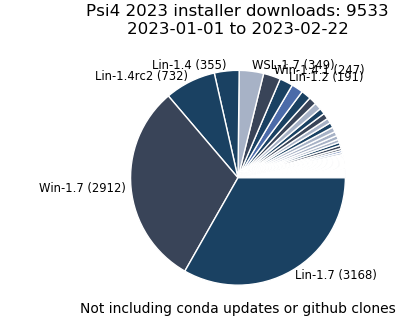 Psi4 2023 installer downloads: 9533
2023-01-01 to 2023-02-22
Lin-1.4 (355)
WSL-1.7 (349)
(247)
Lin-1.2 (191)
Lin-1.4rc2 (732)
Win-1.7 (2912)
Lin-1.7 (3168)
Not including conda updates or github clones